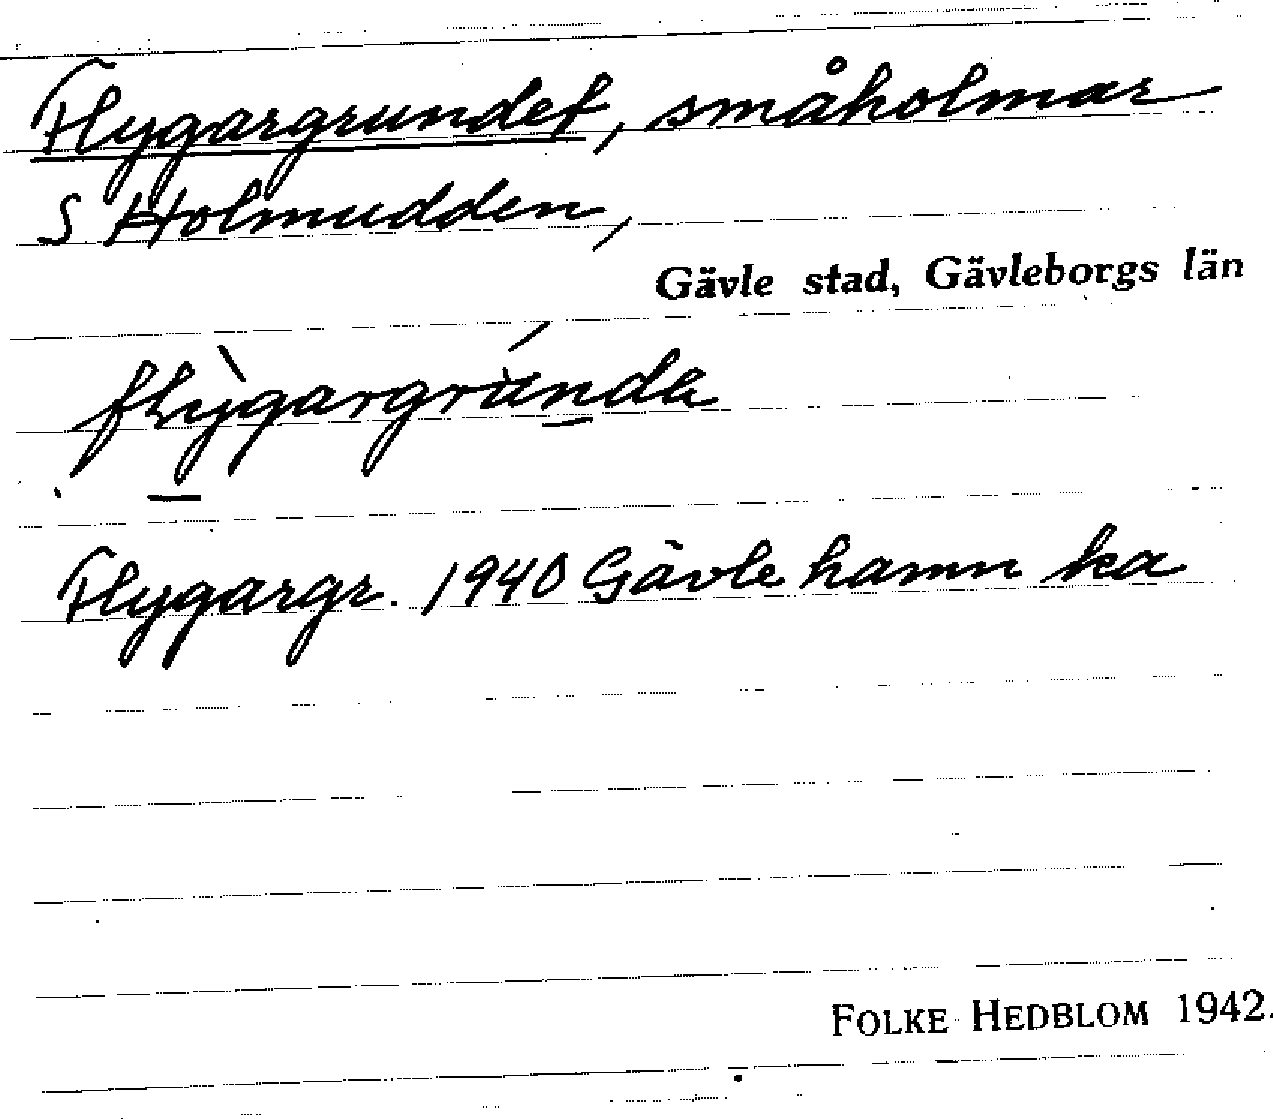 Flygargrundet, småholmar
S Holmudden,
Gävle stad, Gävleborgs län
flỳgargrúnda
Flygargr. 1940 Gävle hamn ka
FOLKE HEDBLOM 1942.